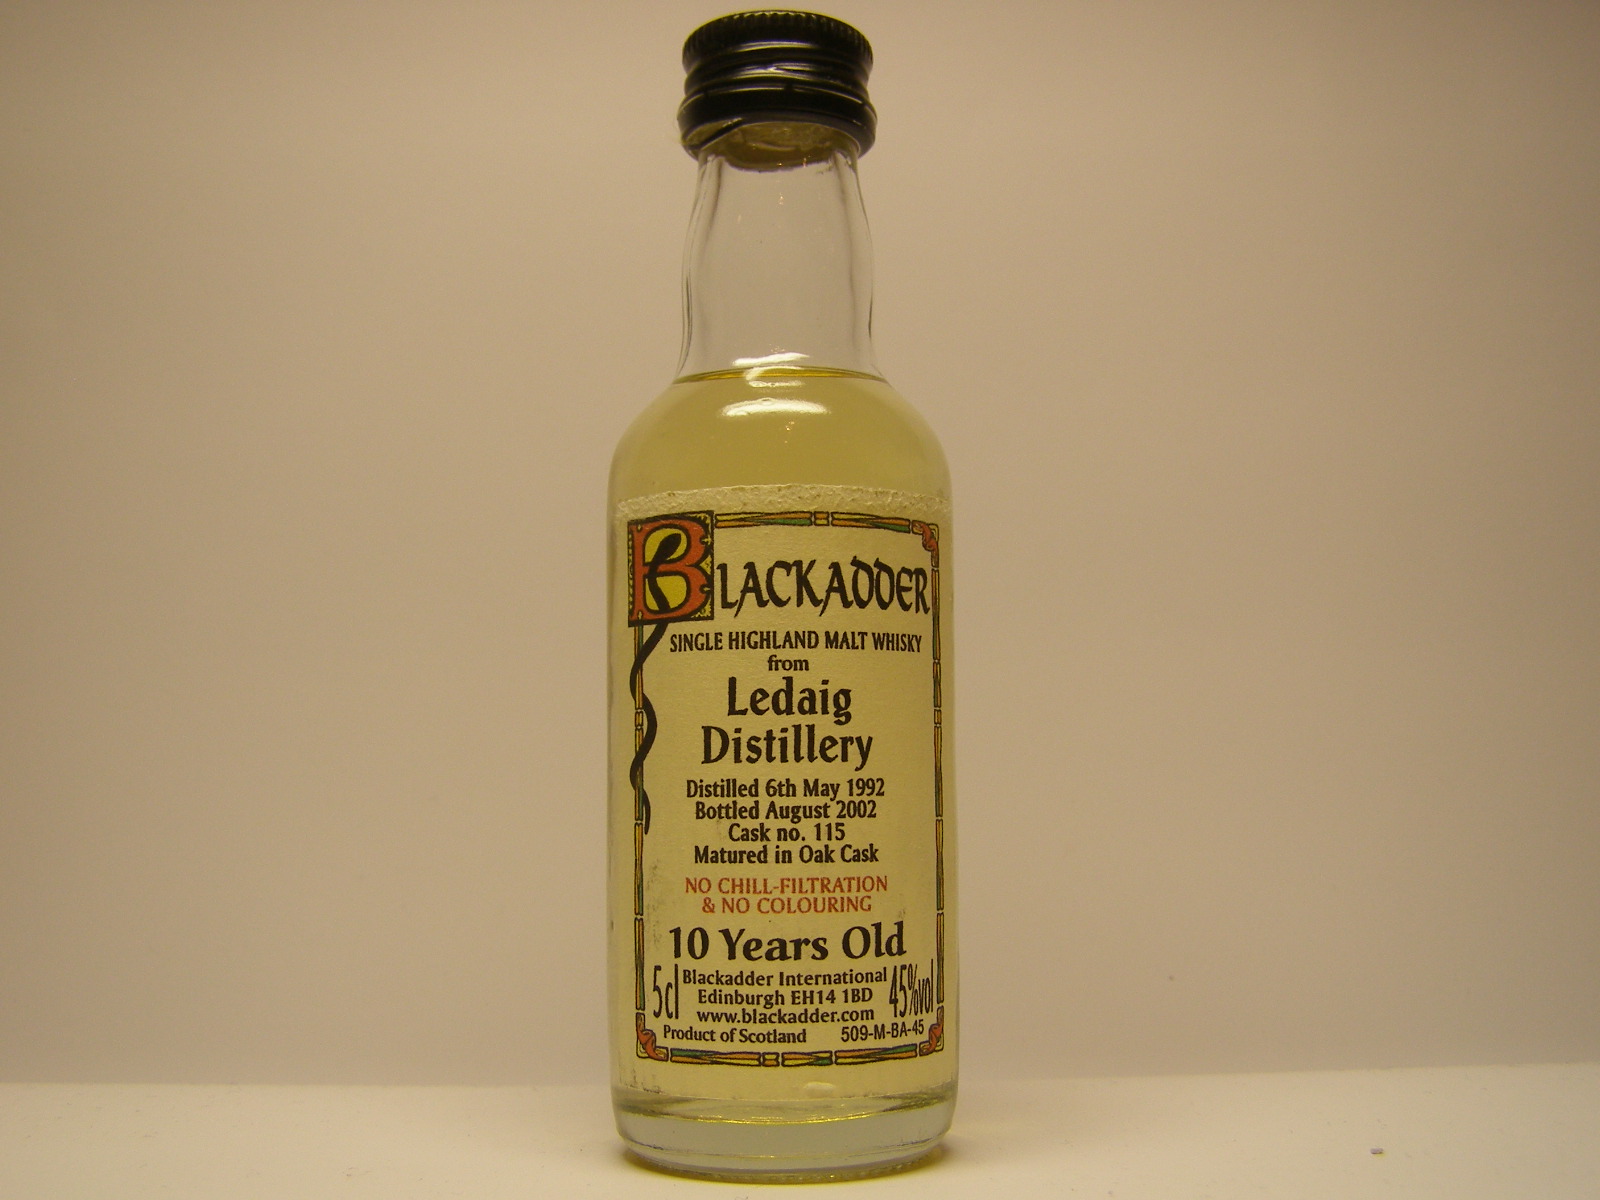 BLACKADDER
SINGLE HIGHLAND MALT WHISKY
from
Ledaig
Distillery
Distilled 6th May 1992
Bottled August 2002
Cask no. 115
Matured in Oak Cask
NO CHILL-FILTRATION
& NO COLOURING
10 Years Old
5cl
Blackadder International
Edinburgh EH14 1BD
www.blackadder.com
45%vol
Product of Scotland 509-M-BA-45